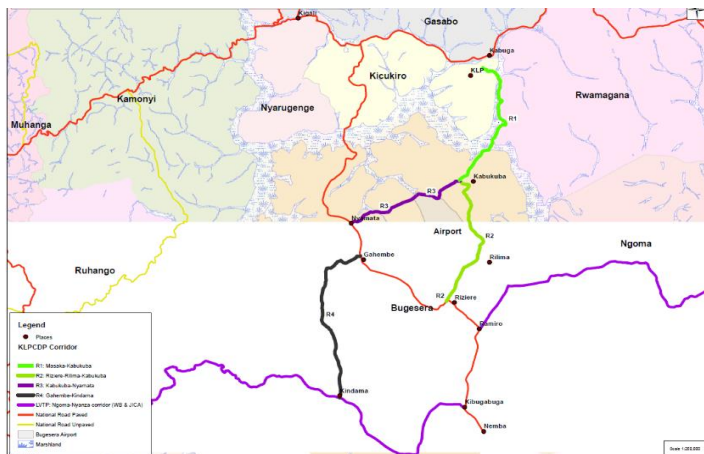 Kigali
Gasabo
Kabuga
Kicukiro
KLP
Kamonyi
Rwamagana
Nyarugenge
Muhanga
R1
Kabukuba
R3
R3
Nyamata
Airport
R2
Ngoma
Gahembe
Rilima
Ruhango
Bugesera
R2
Riziere
R4
Ramiro
Legend
Places
KLPCDP Corridor
R1: Masaka-Kabukuba
R2: Riziere-Rilima-Kabukuba
R3: Kabukuba-Nyamata
R4: Gahembe-Kindama
LVTP: Ngoma-Nyanza corridor (WB & JICA)
National Road Paved
National Road Unpaved
Bugesera Airport
Marshland
Kindama
Kibugabuga
Nemba